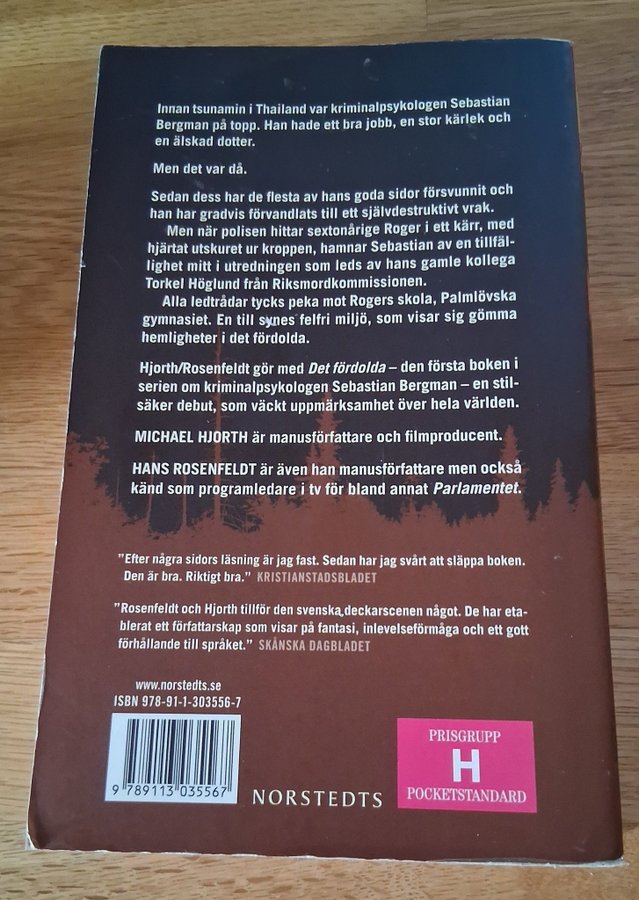 Innan tsunamin i Thailand var kriminalpsykologen Sebastian
Bergman på topp. Han hade ett bra jobb, en stor kärlek och
en älskad dotter.
Men det var då.
Sedan dess har de flesta av hans goda sidor försvunnit och
han har gradvis förvandlats till ett självdestruktivt vrak.
Men när polisen hittar sextonårige Roger i ett kärr, med
hjärtat utskuret ur kroppen, hamnar Sebastian av en tillfäl-
lighet mitt i utredningen som leds av hans gamle kollega
Torkel Höglund från Riksmordkommissionen.
Alla ledtrådar tycks peka mot Rogers skola, Palmlövska
gymnasiet. En till synes felfri miljö, som visar sig gömma
hemligheter i det fördolda.
Hjorth/Rosenfeldt gör med Det fördolda – den första boken i
serien om kriminalpsykologen Sebastian Bergman – en stil-
säker debut, som väckt uppmärksamhet över hela världen.
MICHAEL HJORTH är manusförfattare och filmproducent.
HANS ROSENFELDT är även han manusförfattare men också
känd som programledare i tv för bland annat Parlamentet.
"Efter några sidors läsning är jag fast. Sedan har jag svårt att släppa boken.
Den är bra. Riktigt bra." KRISTIANSTADSBLADET
"Rosenfeldt och Hjorth tillför den svenska deckarscenen något. De har eta-
blerat ett författarskap som visar på fantasi, inlevelseförmåga och ett gott
förhållande till språket." SKÅNSKA DAGBLADET
www.norstedts.se
ISBN 978-91-1-303556-7
9 789113 035567
NORSTEDTS
PRISGRUPP
H
POCKETSTANDARD